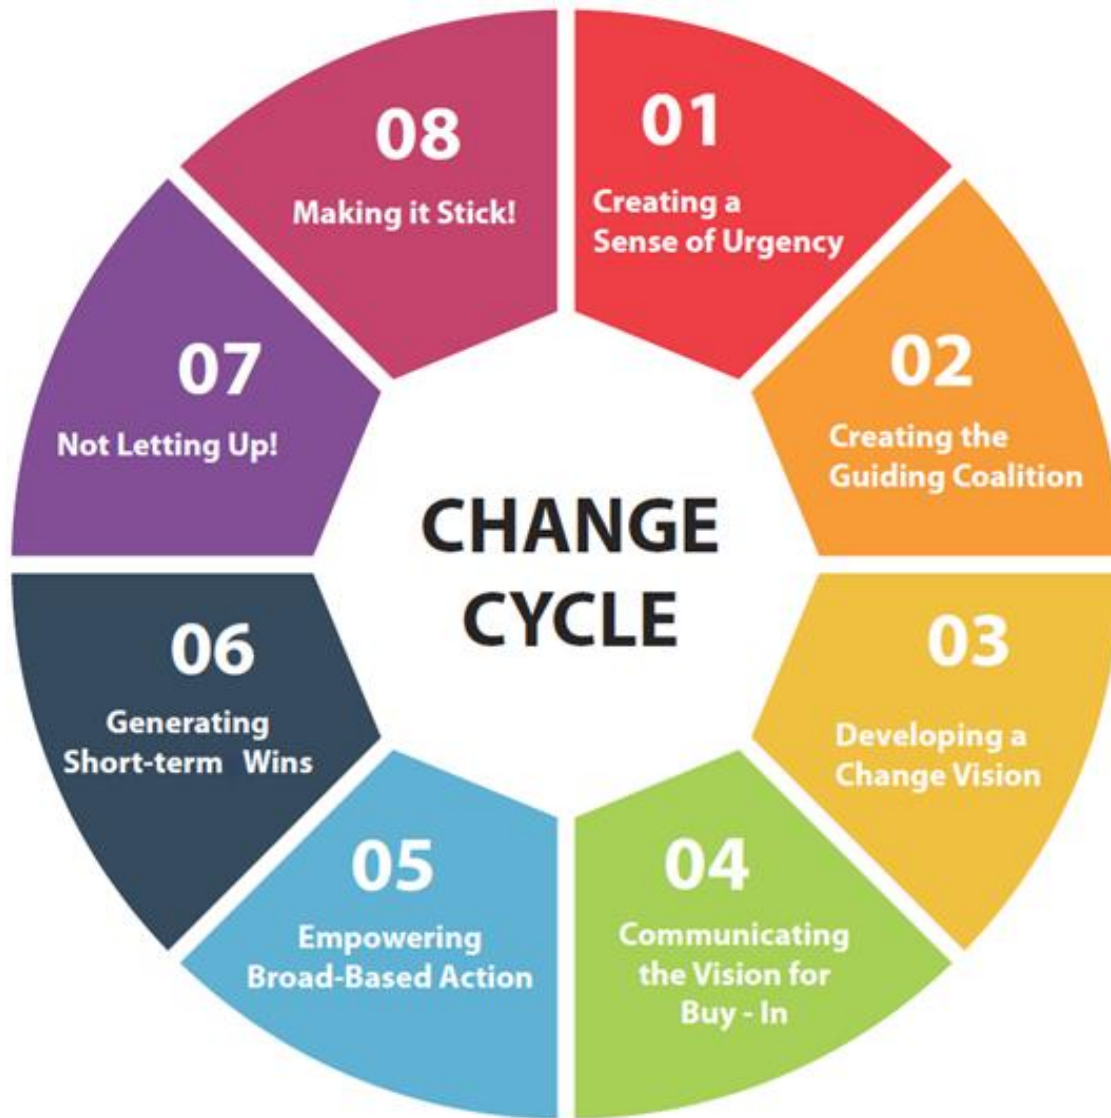 CHANGE
CYCLE
01
Creating a
Sense of Urgency
02
Creating the
Guiding Coalition
03
Developing a
Change Vision
04
Communicating
the Vision for
Buy - In
05
Empowering
Broad-Based Action
06
Generating
Short-term Wins
07
Not Letting Up!
08
Making it Stick!